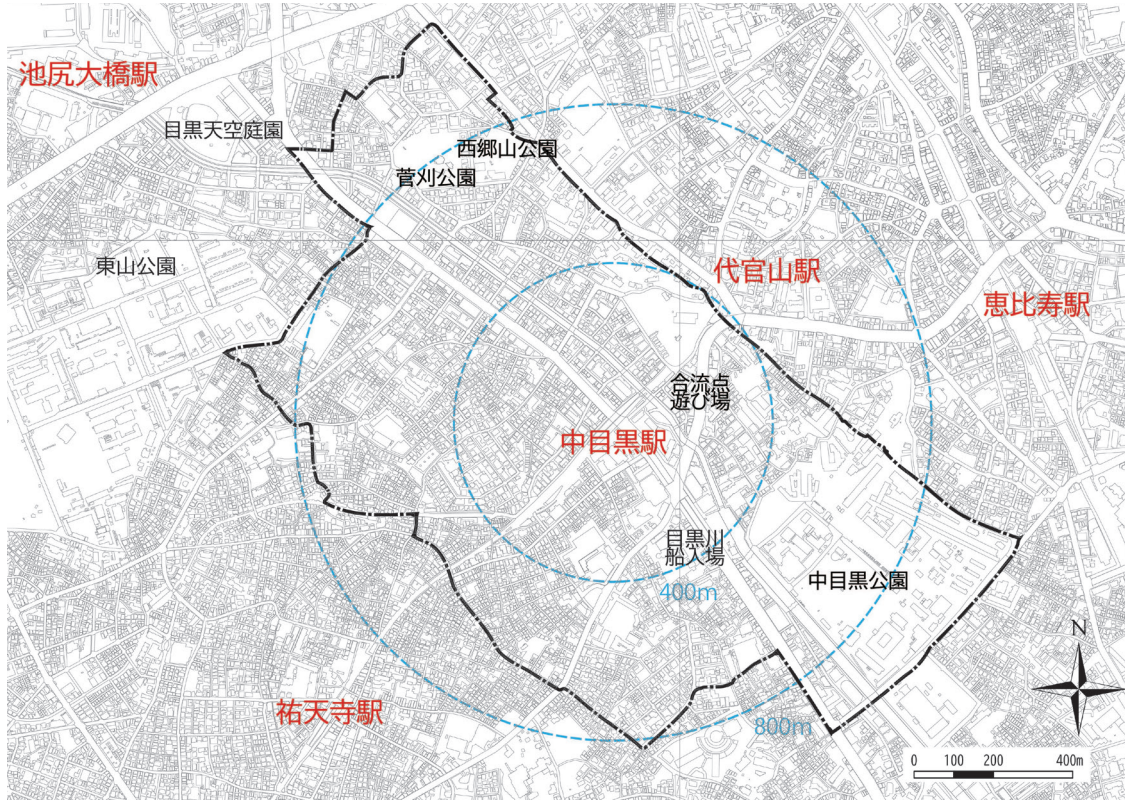 池尻大橋駅
目黒天空庭園
西郷山公園
菅刈公園
東山公園
代官山駅
恵比寿駅
合流点
遊び場
中目黒駅
目黒川
船入場
400m
中目黒公園
祐天寺駅
800m
N
0 100 200 400m